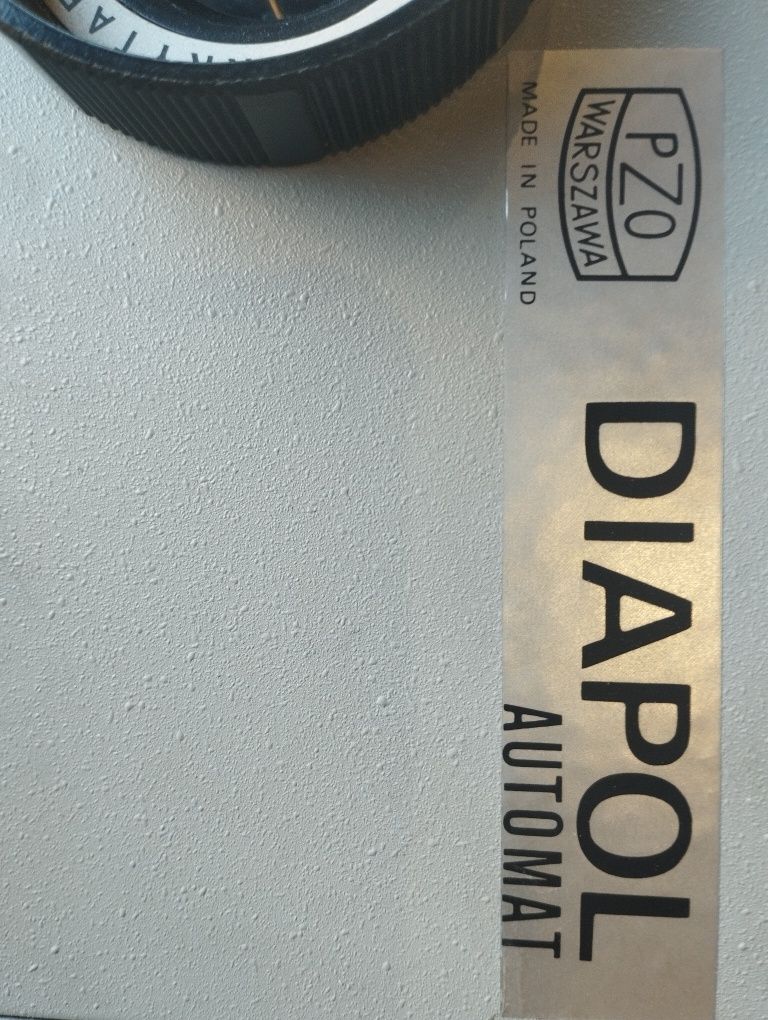 PZO
WARSZAWA
MADE IN POLAND
DIAPOL
AUTOMAT